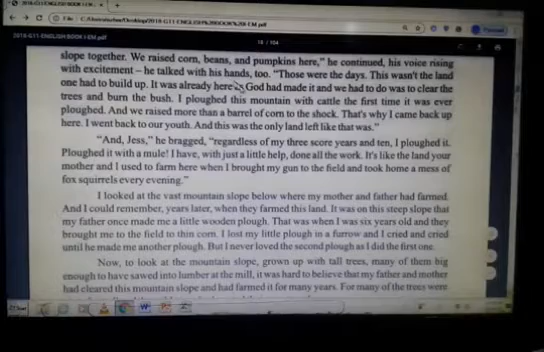 2018-G11-ENGLISH BOOK I-EM.pdf
18 / 104
slope together. We raised corn, beans, and pumpkins here," he continued, his voice rising
with excitement – he talked with his hands, too. "Those were the days. This wasn't the land
one had to build up. It was already here God had made it and we had to do was to clear the
trees and burn the bush. I ploughed this mountain with cattle the first time it was ever
ploughed. And we raised more than a barrel of corn to the shock. That's why I came back up
here. I went back to our youth. And this was the only land left like that was."
"And, Jess," he bragged, "regardless of my three score years and ten, I ploughed it.
Ploughed it with a mule! I have, with just a little help, done all the work. It's like the land your
mother and I used to farm here when I brought my gun to the field and took home a mess of
fox squirrels every evening."
I looked at the vast mountain slope below where my mother and father had farmed.
And I could remember, years later, when they farmed this land. It was on this steep slope that
my father once made me a little wooden plough. That was when I was six years old and they
brought me to the field to thin corn. I lost my little plough in a furrow and I cried and cried
until he made me another plough. But I never loved the second plough as I did the first one.
Now, to look at the mountain slope, grown up with tall trees, many of them big
enough to have sawed into lumber at the mill, it was hard to believe that my father and mother
had cleared this mountain slope and had farmed it for many years. For many of the trees were